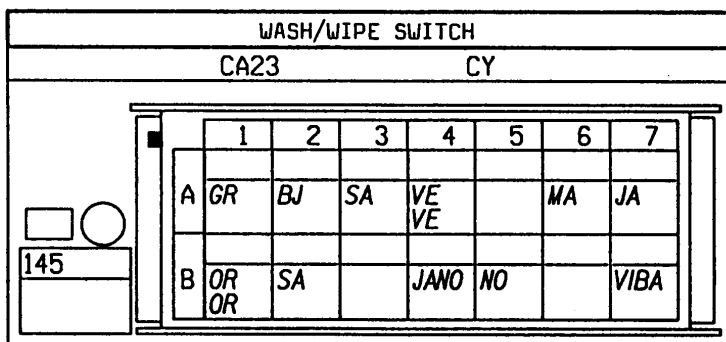 WASH/WIPE SWITCH
CA23 CY
1 2 3 4 5 6 7
A GR BJ SA VE MA JA
VE
145
B OR SA JANO NO VIBA
OR